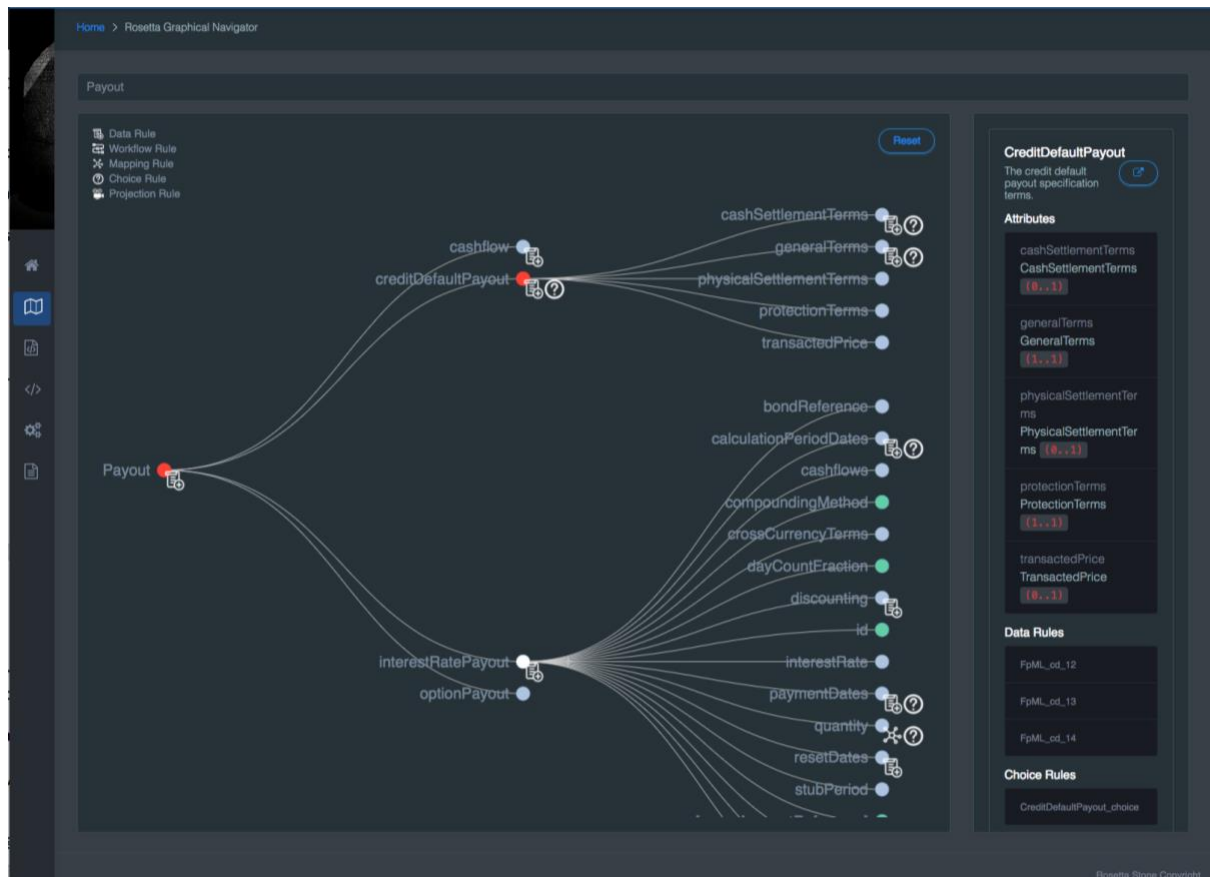 Home > Rosetta Graphical Navigator
Payout
Data Rule
Workflow Rule
Mapping Rule
Choice Rule
Projection Rule
Reset
cashSettlementTerms
cashflow
generalTerms
creditDefaultPayout
physicalSettlementTerms
protectionTerms
transactedPrice
bondReference
calculationPeriodDates
cashflows
Payout
compoundingMethod
crossCurrencyTerms
dayCountFraction
discounting
id
interestRatePayout
interestRate
optionPayout
paymentDates
quantity
resetDates
stubPeriod
CreditDefaultPayout
The credit default
payout specification
terms.
Attributes
cashSettlementTerms
CashSettlementTerms
(0..1)
generalTerms
GeneralTerms
(1..1)
physicalSettlementTer
ms
PhysicalSettlementTer
ms (0..1)
protectionTerms
ProtectionTerms
(1..1)
transactedPrice
TransactedPrice
(0..1)
Data Rules
FpML_cd_12
FpML_cd_13
FpML_cd_14
Choice Rules
CreditDefaultPayout_choice
Rosetta Stone Copyright